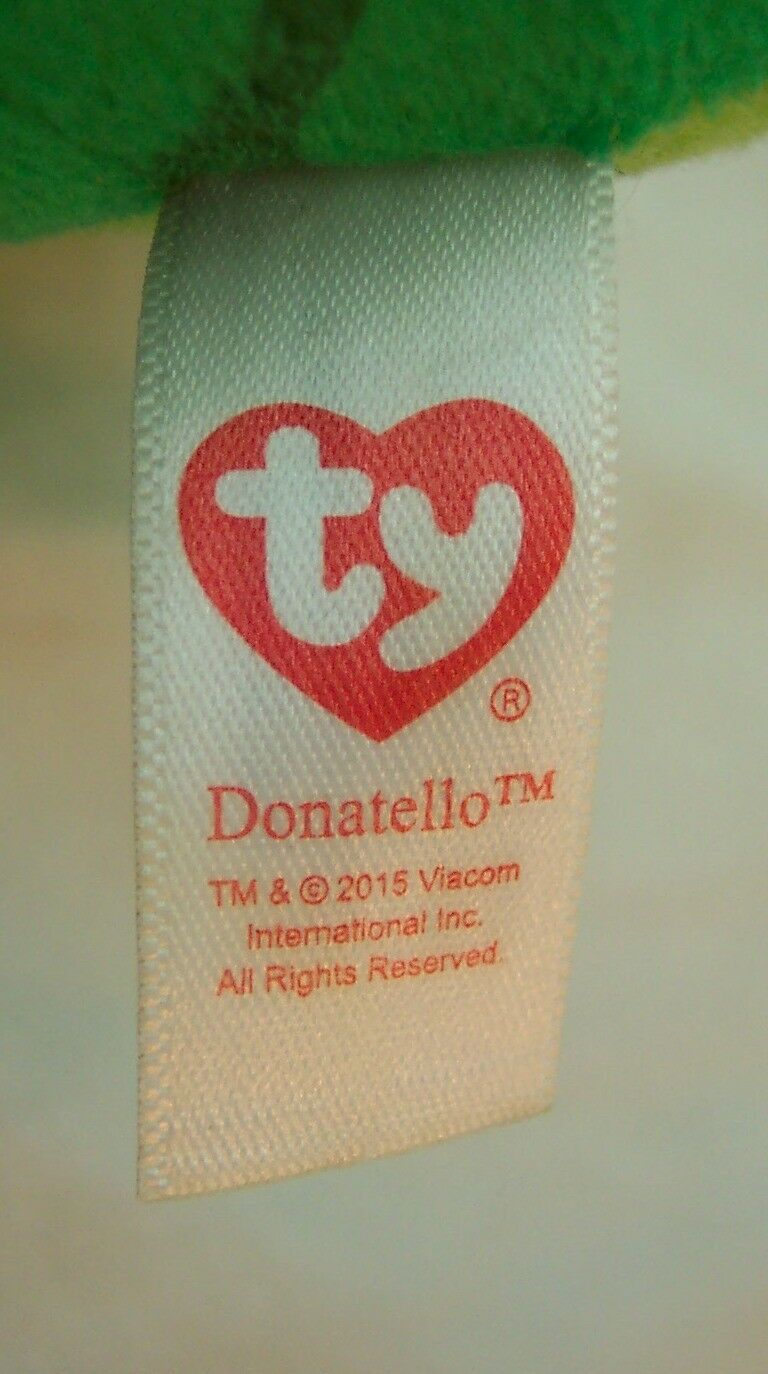 ty
®
Donatello™
TM & © 2015 Viacom
International Inc.
All Rights Reserved.